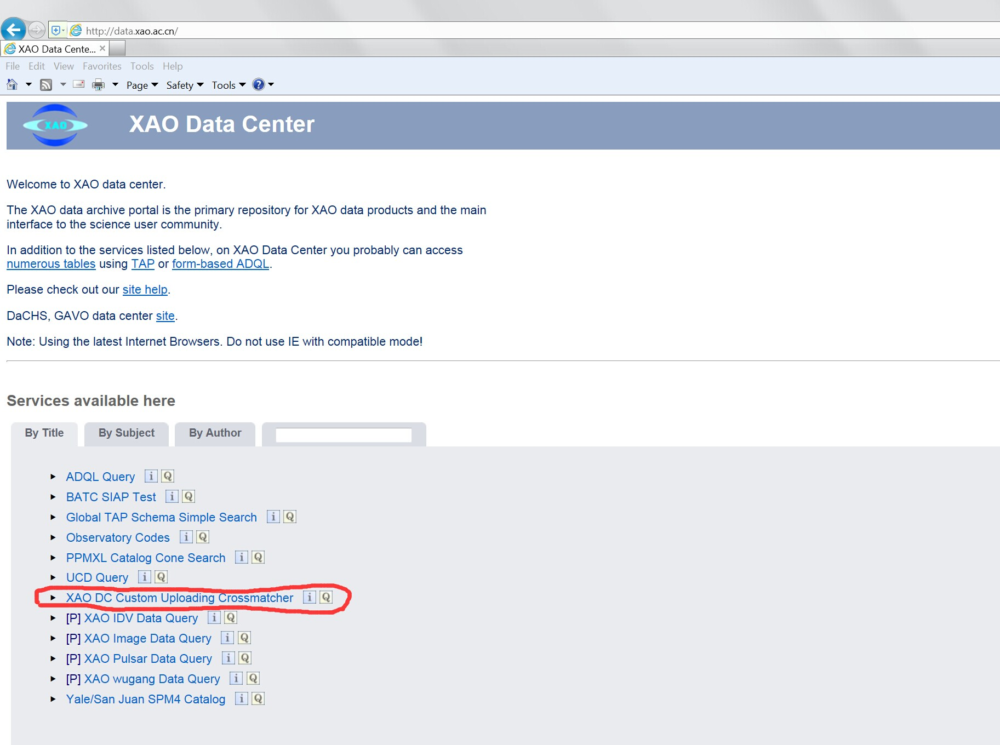 http://data.xao.ac.cn/
XAO Data Cente...
File Edit View Favorites Tools Help
Page Safety Tools
XAO
XAO Data Center
Welcome to XAO data center.
The XAO data archive portal is the primary repository for XAO data products and the main
interface to the science user community.
In addition to the services listed below, on XAO Data Center you probably can access
numerous tables using TAP or form-based ADQL.
Please check out our site help.
DaCHS, GAVO data center site.
Note: Using the latest Internet Browsers. Do not use IE with compatible mode!
Services available here
By Title By Subject By Author
ADQL Query i Q
BATC SIAP Test i Q
Global TAP Schema Simple Search i Q
Observatory Codes i Q
PPMXL Catalog Cone Search i Q
UCD Query i Q
XAO DC Custom Uploading Crossmatcher i Q
[P] XAO IDV Data Query i Q
[P] XAO Image Data Query i Q
[P] XAO Pulsar Data Query i Q
[P] XAO wugang Data Query i Q
Yale/San Juan SPM4 Catalog i Q